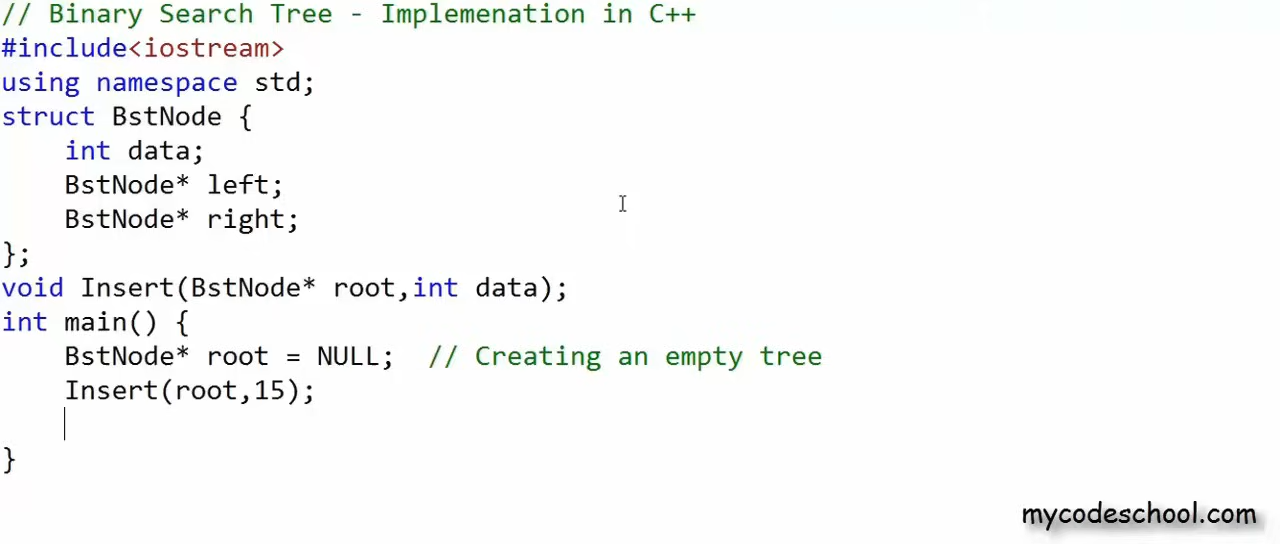 // Binary Search Tree - Implemenation in C++
#include<iostream>
using namespace std;
struct BstNode {
    int data;
    BstNode* left;
    BstNode* right;
};
void Insert(BstNode* root,int data);
int main() {
    BstNode* root = NULL;  // Creating an empty tree
    Insert(root,15);
}
mycodeschool.com